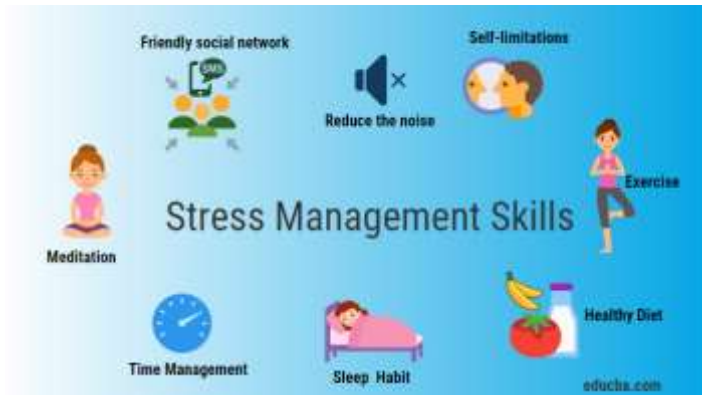 Friendly social network
SMS
Self-limitations
Reduce the noise
Exercise
Stress Management Skills
Meditation
Healthy Diet
Time Management
Sleep Habit
educba.com